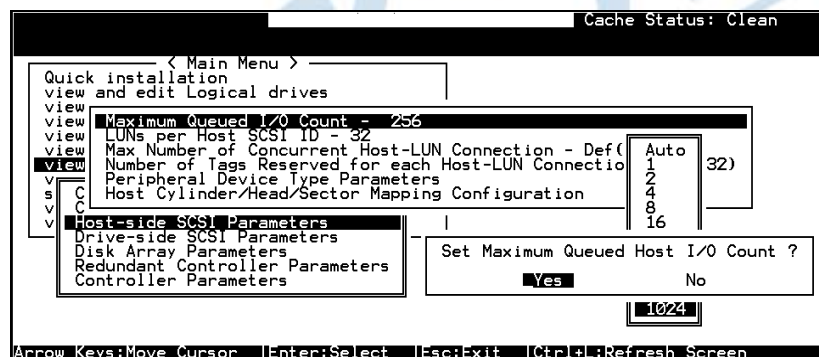 Cache Status: Clean
< Main Menu >
Quick installation
view and edit Logical drives
view
view
view
view
view
v
s
v
v
Maximum Queued I/O Count - 256
LUNs per Host SCSI ID - 32
Max Number of Concurrent Host-LUN Connection - Def(
Number of Tags Reserved for each Host-LUN Connectio 32)
Peripheral Device Type Parameters
Host Cylinder/Head/Sector Mapping Configuration
C
C
Host-side SCSI Parameters
Drive-side SCSI Parameters
Disk Array Parameters
Redundant Controller Parameters
Controller Parameters
Auto
1
2
4
8
16
Set Maximum Queued Host I/O Count ?
Yes No
1024
Arrow Keys:Move Cursor |Enter:Select |Esc:Exit |Ctrl+L:Refresh Screen